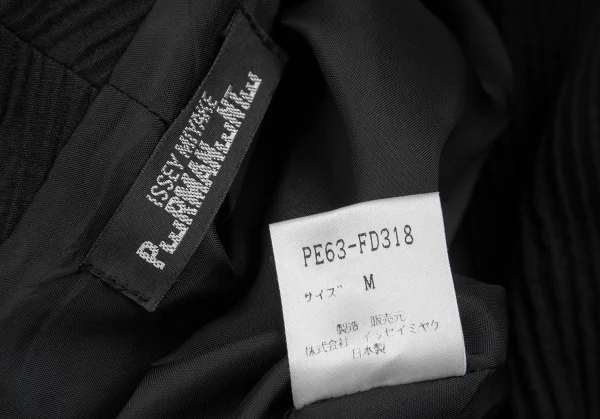 ISSEY MIYAKE
PERMANENTE
PE63-FD318
サイズ M
製造・販売元
株式会社 イッセイミヤケ
日本製